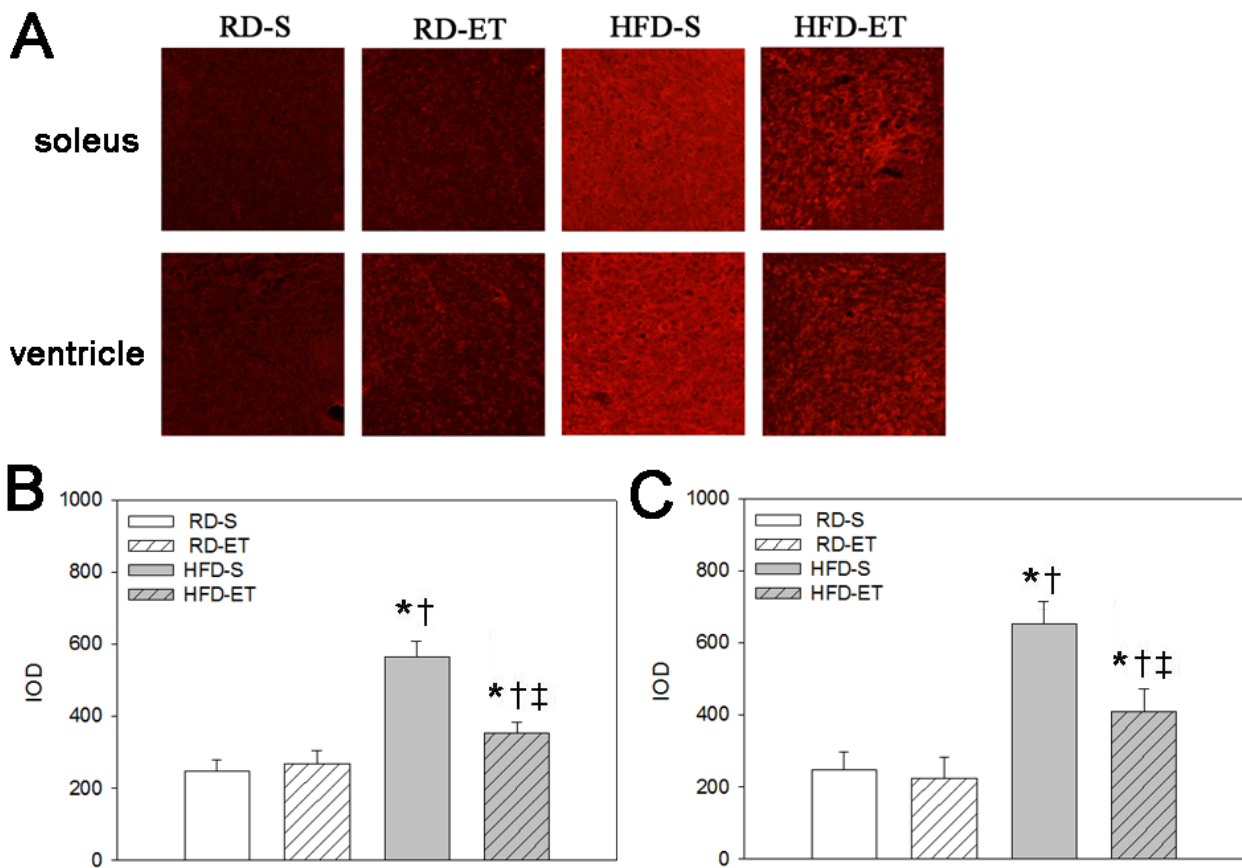 A
RD-S RD-ET HFD-S HFD-ET
soleus
ventricle
B
1000
800
600
400
200
0
IOD
RD-S
RD-ET
HFD-S
HFD-ET
*†
*†‡
C
1000
800
600
400
200
0
IOD
RD-S
RD-ET
HFD-S
HFD-ET
*†
*†‡